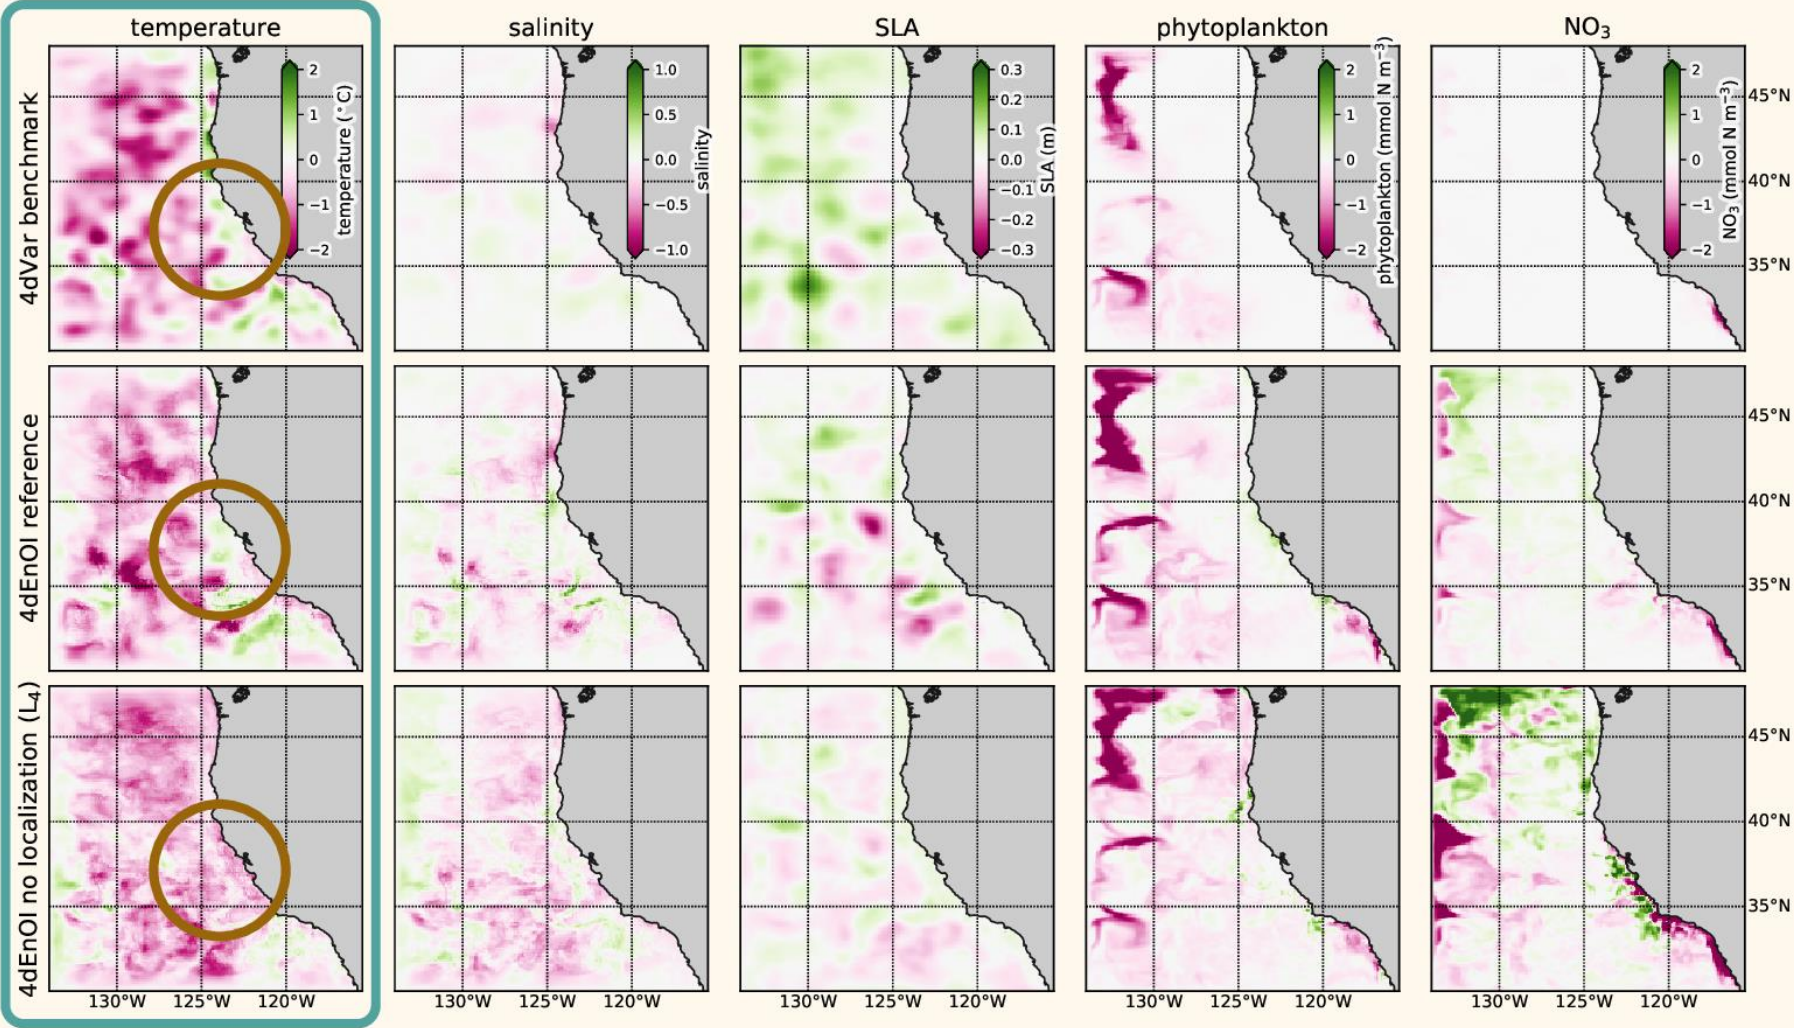 temperature
salinity
SLA
phytoplankton
NO₃
4dVar benchmark
2
1
0
−1
−2
temperature (°C)
1.0
0.5
0.0
−0.5
−1.0
salinity
0.3
0.2
0.1
0.0
−0.1
−0.2
−0.3
SLA (m)
2
1
0
−1
−2
phytoplankton (mmol N m⁻³)
2
1
0
−1
−2
NO₃ (mmol N m⁻³)
45°N
40°N
35°N
4dEnOI reference
45°N
40°N
35°N
4dEnOI no localization (L₄)
45°N
40°N
35°N
130°W 125°W 120°W
130°W 125°W 120°W
130°W 125°W 120°W
130°W 125°W 120°W
130°W 125°W 120°W